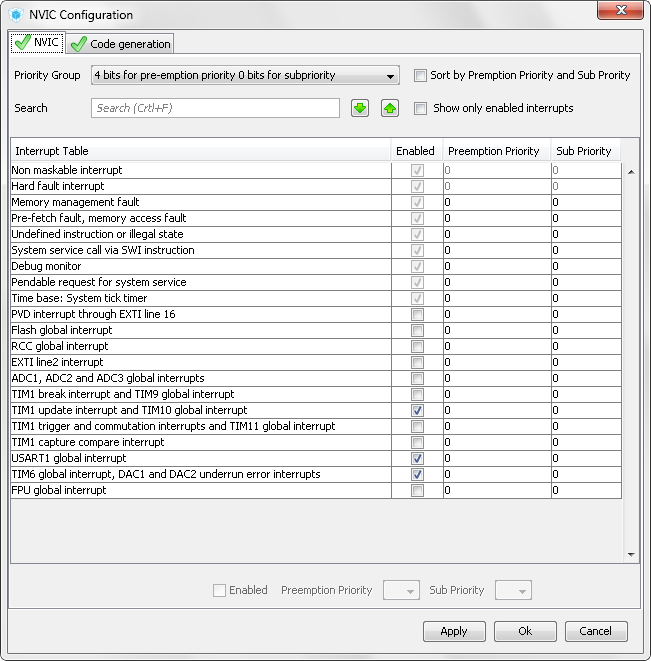 NVIC Configuration
NVIC Code generation
Priority Group 4 bits for pre-emption priority 0 bits for subpriority Sort by Premption Priority and Sub Prority
Search Search (Crtl+F) Show only enabled interrupts
Interrupt Table Enabled Preemption Priority Sub Priority
Non maskable interrupt 0 0
Hard fault interrupt 0 0
Memory management fault 0 0
Pre-fetch fault, memory access fault 0 0
Undefined instruction or illegal state 0 0
System service call via SWI instruction 0 0
Debug monitor 0 0
Pendable request for system service 0 0
Time base: System tick timer 0 0
PVD interrupt through EXTI line 16 0 0
Flash global interrupt 0 0
RCC global interrupt 0 0
EXTI line2 interrupt 0 0
ADC1, ADC2 and ADC3 global interrupts 0 0
TIM1 break interrupt and TIM9 global interrupt 0 0
TIM1 update interrupt and TIM10 global interrupt 0 0
TIM1 trigger and commutation interrupts and TIM11 global interrupt 0 0
TIM1 capture compare interrupt 0 0
USART1 global interrupt 0 0
TIM6 global interrupt, DAC1 and DAC2 underrun error interrupts 0 0
FPU global interrupt 0 0
Enabled Preemption Priority Sub Priority
Apply Ok Cancel